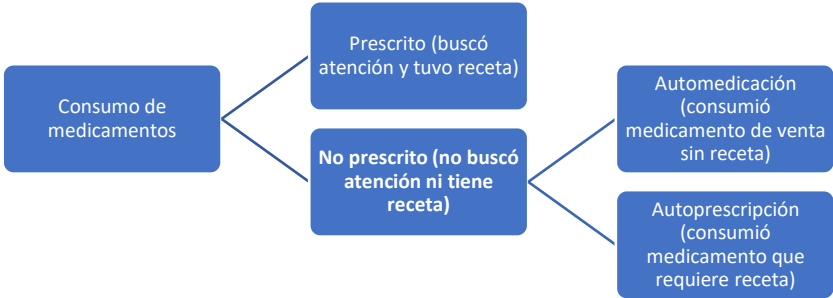 Consumo de
medicamentos
Prescrito (buscó
atención y tuvo receta)
No prescrito (no buscó
atención ni tiene
receta)
Automedicación
(consumió
medicamento de venta
sin receta)
Autoprescripción
(consumió
medicamento que
requiere receta)